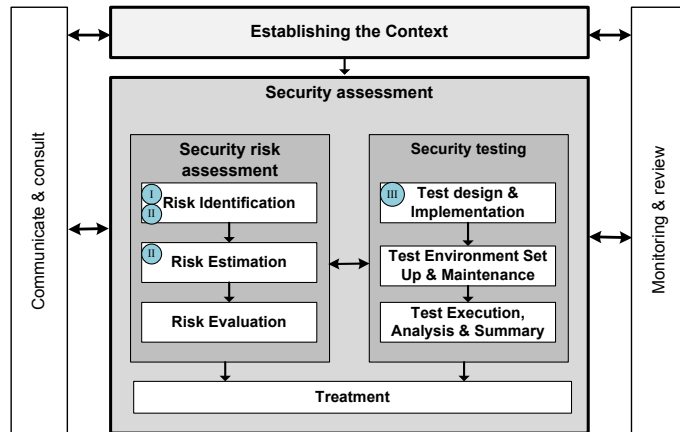 Establishing the Context
Communicate & consult
Security assessment
Monitoring & review
Security risk
assessment
I
II
Risk Identification
II
Risk Estimation
Risk Evaluation
Security testing
III
Test design &
Implementation
Test Environment Set
Up & Maintenance
Test Execution,
Analysis & Summary
Treatment